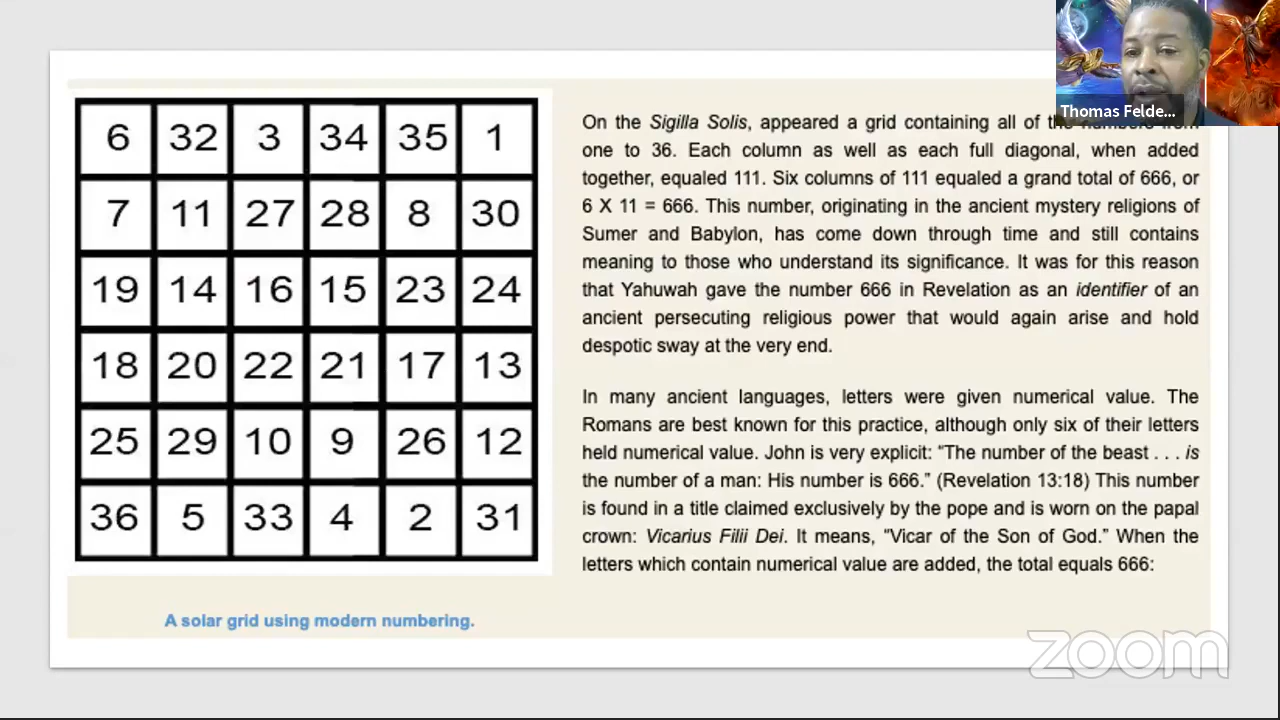 6 32 3 34 35 1
7 11 27 28 8 30
19 14 16 15 23 24
18 20 22 21 17 13
25 29 10 9 26 12
36 5 33 4 2 31
A solar grid using modern numbering.
On the Sigilla Solis, appeared a grid containing all of the numbers from
one to 36. Each column as well as each full diagonal, when added
together, equaled 111. Six columns of 111 equaled a grand total of 666, or
6 X 11 = 666. This number, originating in the ancient mystery religions of
Sumer and Babylon, has come down through time and still contains
meaning to those who understand its significance. It was for this reason
that Yahuwah gave the number 666 in Revelation as an identifier of an
ancient persecuting religious power that would again arise and hold
despotic sway at the very end.
In many ancient languages, letters were given numerical value. The
Romans are best known for this practice, although only six of their letters
held numerical value. John is very explicit: “The number of the beast . . . is
the number of a man: His number is 666.” (Revelation 13:18) This number
is found in a title claimed exclusively by the pope and is worn on the papal
crown: Vicarius Filii Dei. It means, “Vicar of the Son of God.” When the
letters which contain numerical value are added, the total equals 666:
Thomas Felde...
zoom